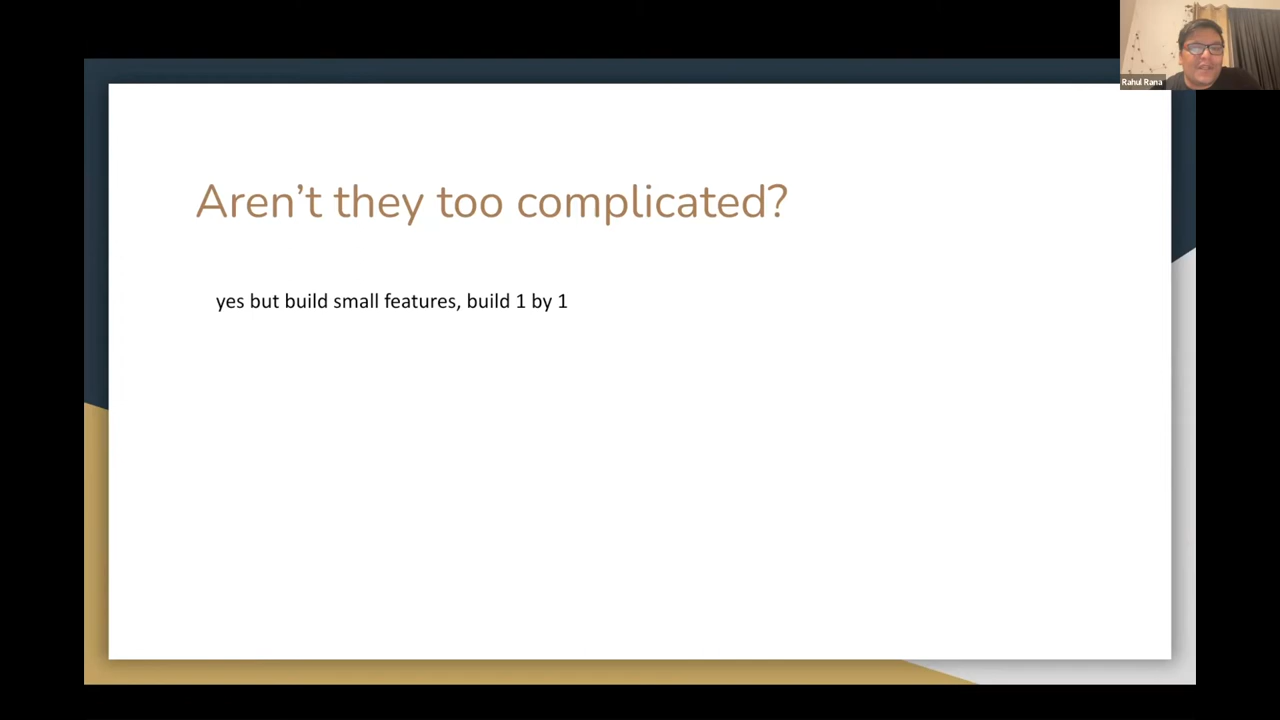 Rahul Rana
Aren’t they too complicated?
yes but build small features, build 1 by 1